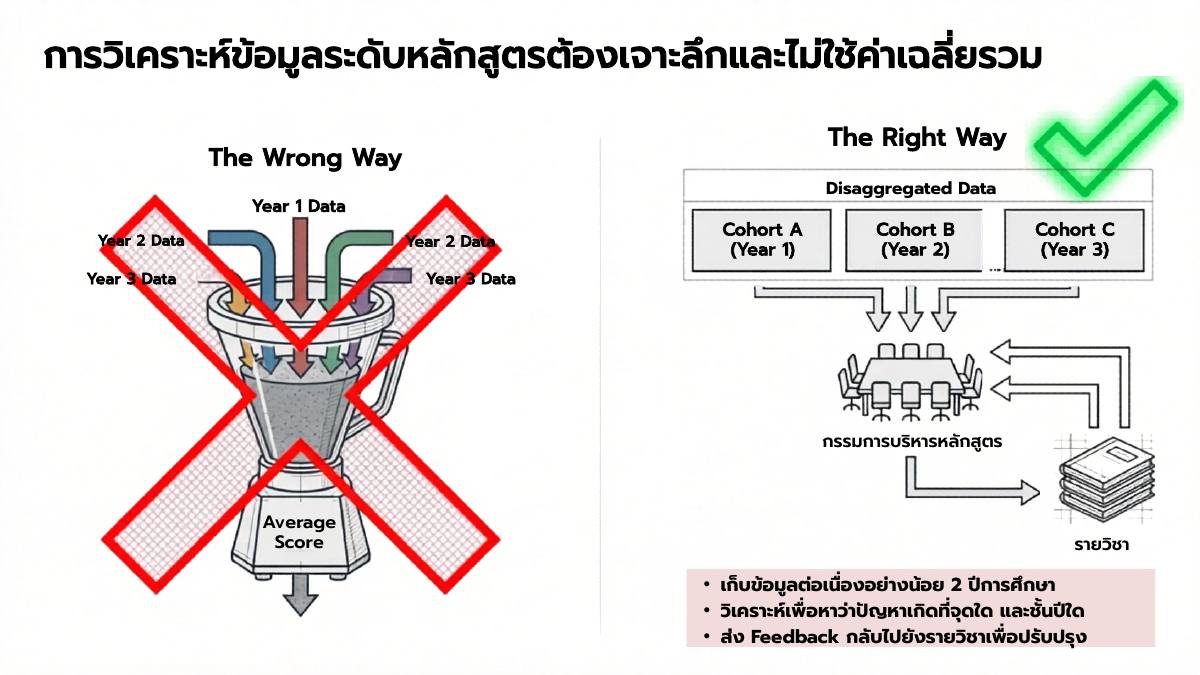 การวิเคราะห์ข้อมูลระดับหลักสูตรต้องเจาะลึกและไม่ใช้ค่าเฉลี่ยรวม
The Wrong Way
Year 1 Data
Year 2 Data
Year 2 Data
Year 3 Data
Year 3 Data
Average
Score
The Right Way
Disaggregated Data
Cohort A
(Year 1)
Cohort B
(Year 2)
...
Cohort C
(Year 3)
กรรมการบริหารหลักสูตร
รายวิชา
• เก็บข้อมูลต่อเนื่องอย่างน้อย 2 ปีการศึกษา
• วิเคราะห์เพื่อหาว่าปัญหาเกิดที่จุดใด และชั้นปีใด
• ส่ง Feedback กลับไปยังรายวิชาเพื่อปรับปรุง